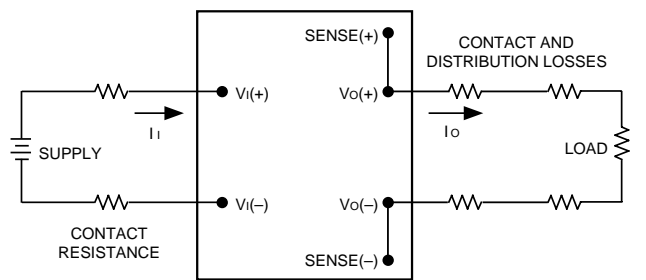 SENSE(+)
CONTACT AND
DISTRIBUTION LOSSES
VI(+)
VO(+)
II
IO
SUPPLY
LOAD
VI(–)
VO(–)
CONTACT
RESISTANCE
SENSE(–)